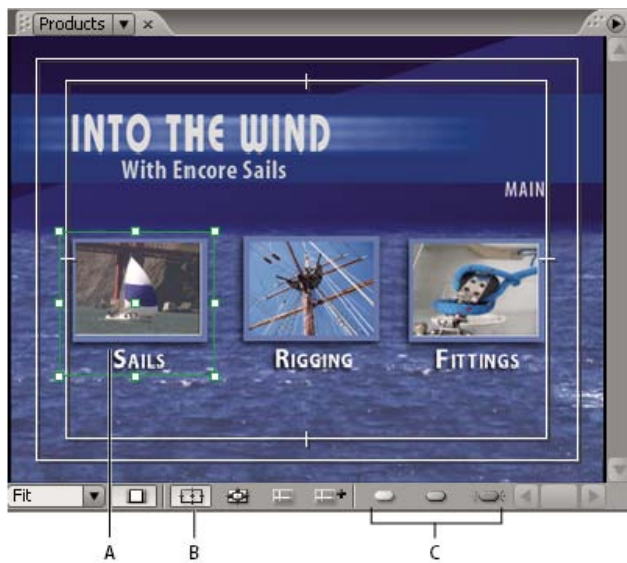 Products
INTO THE WIND
With Encore Sails
MAIN
SAILS
RIGGING
FITTINGS
Fit
A
B
C